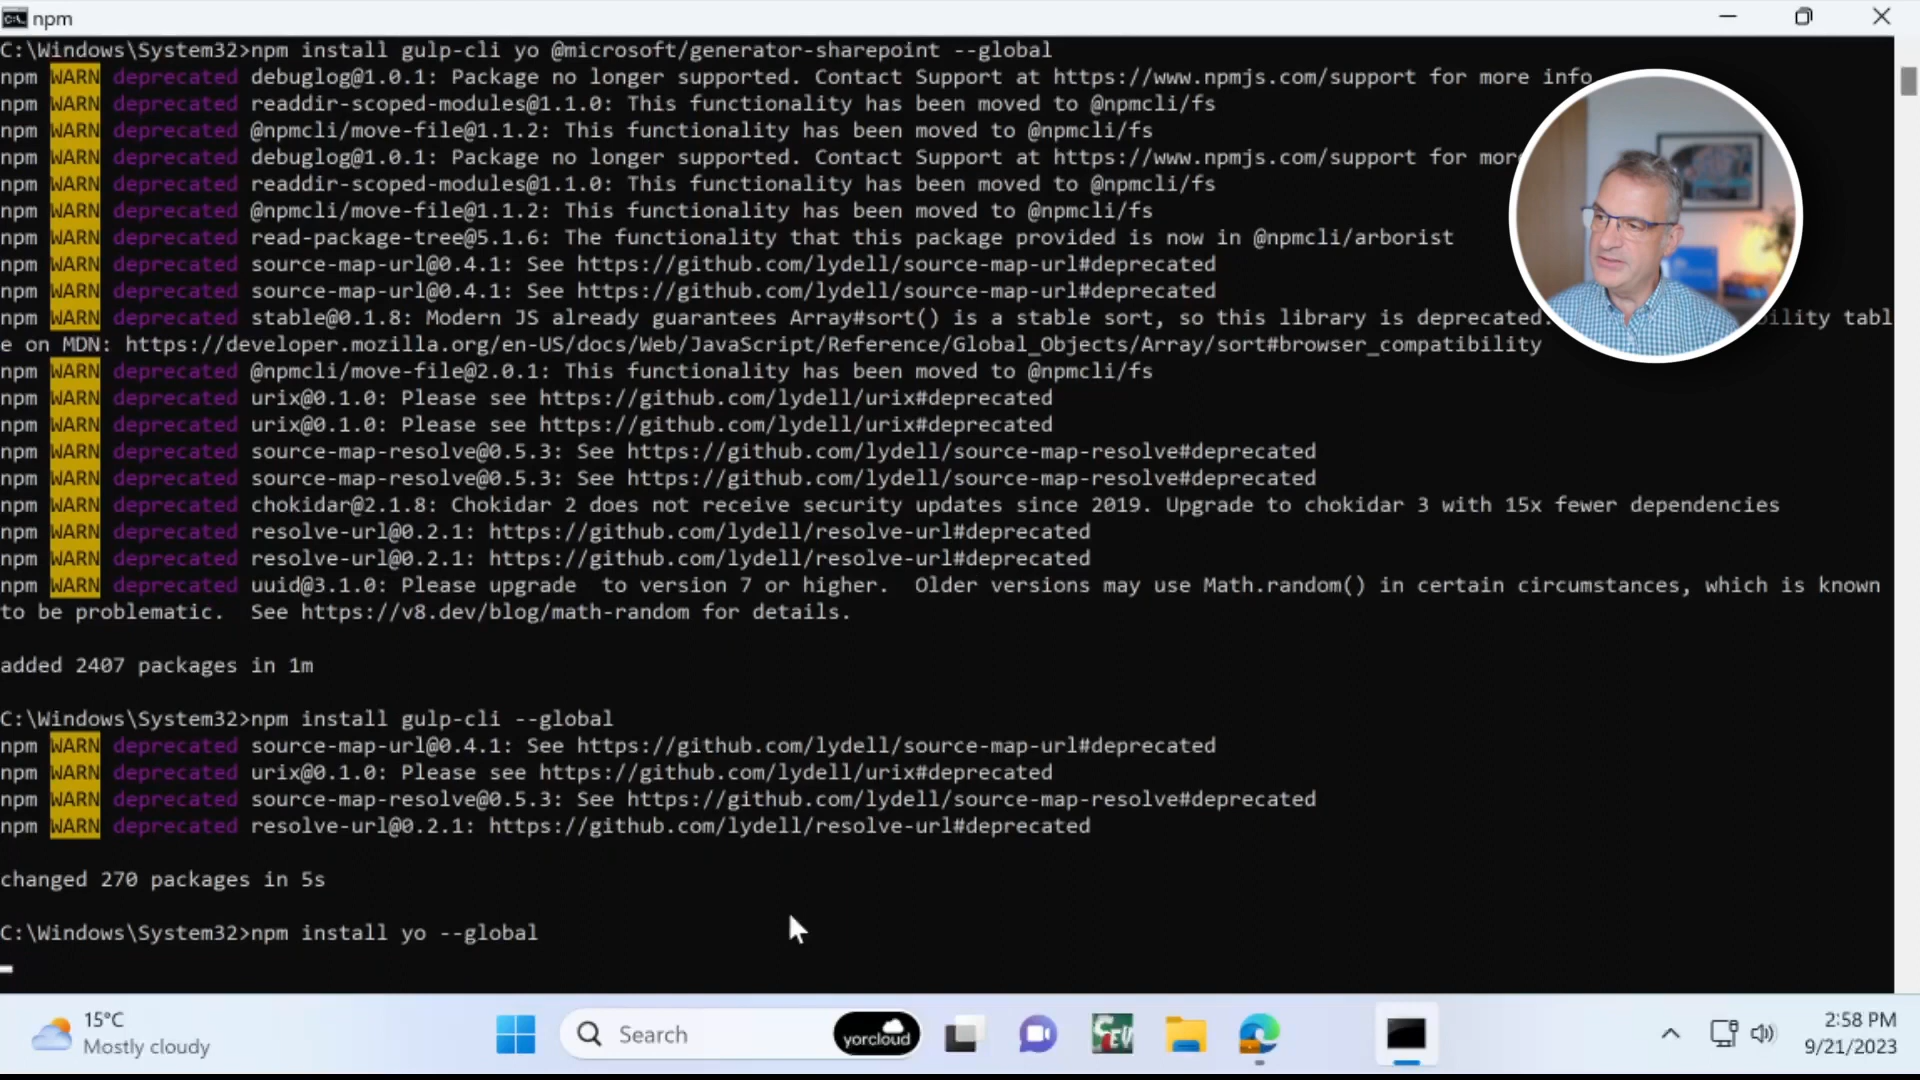 npm
C:\Windows\System32>npm install gulp-cli yo @microsoft/generator-sharepoint --global
npm WARN deprecated debuglog@1.0.1: Package no longer supported. Contact Support at https://www.npmjs.com/support for more info
npm WARN deprecated readdir-scoped-modules@1.1.0: This functionality has been moved to @npmcli/fs
npm WARN deprecated @npmcli/move-file@1.1.2: This functionality has been moved to @npmcli/fs
npm WARN deprecated debuglog@1.0.1: Package no longer supported. Contact Support at https://www.npmjs.com/support for more
npm WARN deprecated readdir-scoped-modules@1.1.0: This functionality has been moved to @npmcli/fs
npm WARN deprecated @npmcli/move-file@1.1.2: This functionality has been moved to @npmcli/fs
npm WARN deprecated read-package-tree@5.1.6: The functionality that this package provided is now in @npmcli/arborist
npm WARN deprecated source-map-url@0.4.1: See https://github.com/lydell/source-map-url#deprecated
npm WARN deprecated source-map-url@0.4.1: See https://github.com/lydell/source-map-url#deprecated
npm WARN deprecated stable@0.1.8: Modern JS already guarantees Array#sort() is a stable sort, so this library is deprecated. tabl
e on MDN: https://developer.mozilla.org/en-US/docs/Web/JavaScript/Reference/Global_Objects/Array/sort#browser_compatibility
npm WARN deprecated @npmcli/move-file@2.0.1: This functionality has been moved to @npmcli/fs
npm WARN deprecated urix@0.1.0: Please see https://github.com/lydell/urix#deprecated
npm WARN deprecated urix@0.1.0: Please see https://github.com/lydell/urix#deprecated
npm WARN deprecated source-map-resolve@0.5.3: See https://github.com/lydell/source-map-resolve#deprecated
npm WARN deprecated source-map-resolve@0.5.3: See https://github.com/lydell/source-map-resolve#deprecated
npm WARN deprecated chokidar@2.1.8: Chokidar 2 does not receive security updates since 2019. Upgrade to chokidar 3 with 15x fewer dependencies
npm WARN deprecated resolve-url@0.2.1: https://github.com/lydell/resolve-url#deprecated
npm WARN deprecated resolve-url@0.2.1: https://github.com/lydell/resolve-url#deprecated
npm WARN deprecated uuid@3.1.0: Please upgrade  to version 7 or higher.  Older versions may use Math.random() in certain circumstances, which is known
to be problematic.  See https://v8.dev/blog/math-random for details.
added 2407 packages in 1m
C:\Windows\System32>npm install gulp-cli --global
npm WARN deprecated source-map-url@0.4.1: See https://github.com/lydell/source-map-url#deprecated
npm WARN deprecated urix@0.1.0: Please see https://github.com/lydell/urix#deprecated
npm WARN deprecated source-map-resolve@0.5.3: See https://github.com/lydell/source-map-resolve#deprecated
npm WARN deprecated resolve-url@0.2.1: https://github.com/lydell/resolve-url#deprecated
changed 270 packages in 5s
C:\Windows\System32>npm install yo --global
15°C
Mostly cloudy
Search
yorcloud
2:58 PM
9/21/2023